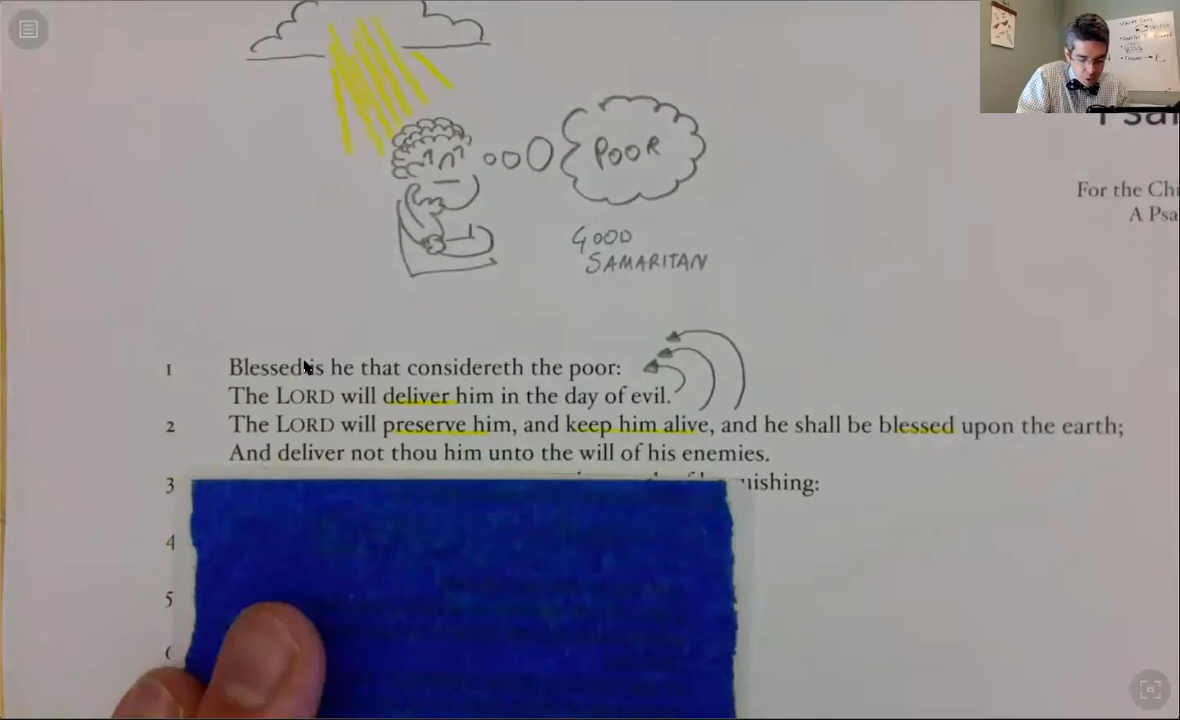 POOR
GOOD
SAMARITAN
For the
A
1 Blessed is he that considereth the poor:
The LORD will deliver him in the day of evil.
2 The LORD will preserve him, and keep him alive, and he shall be blessed upon the earth;
And deliver not thou him unto the will of his enemies.
3
4
5